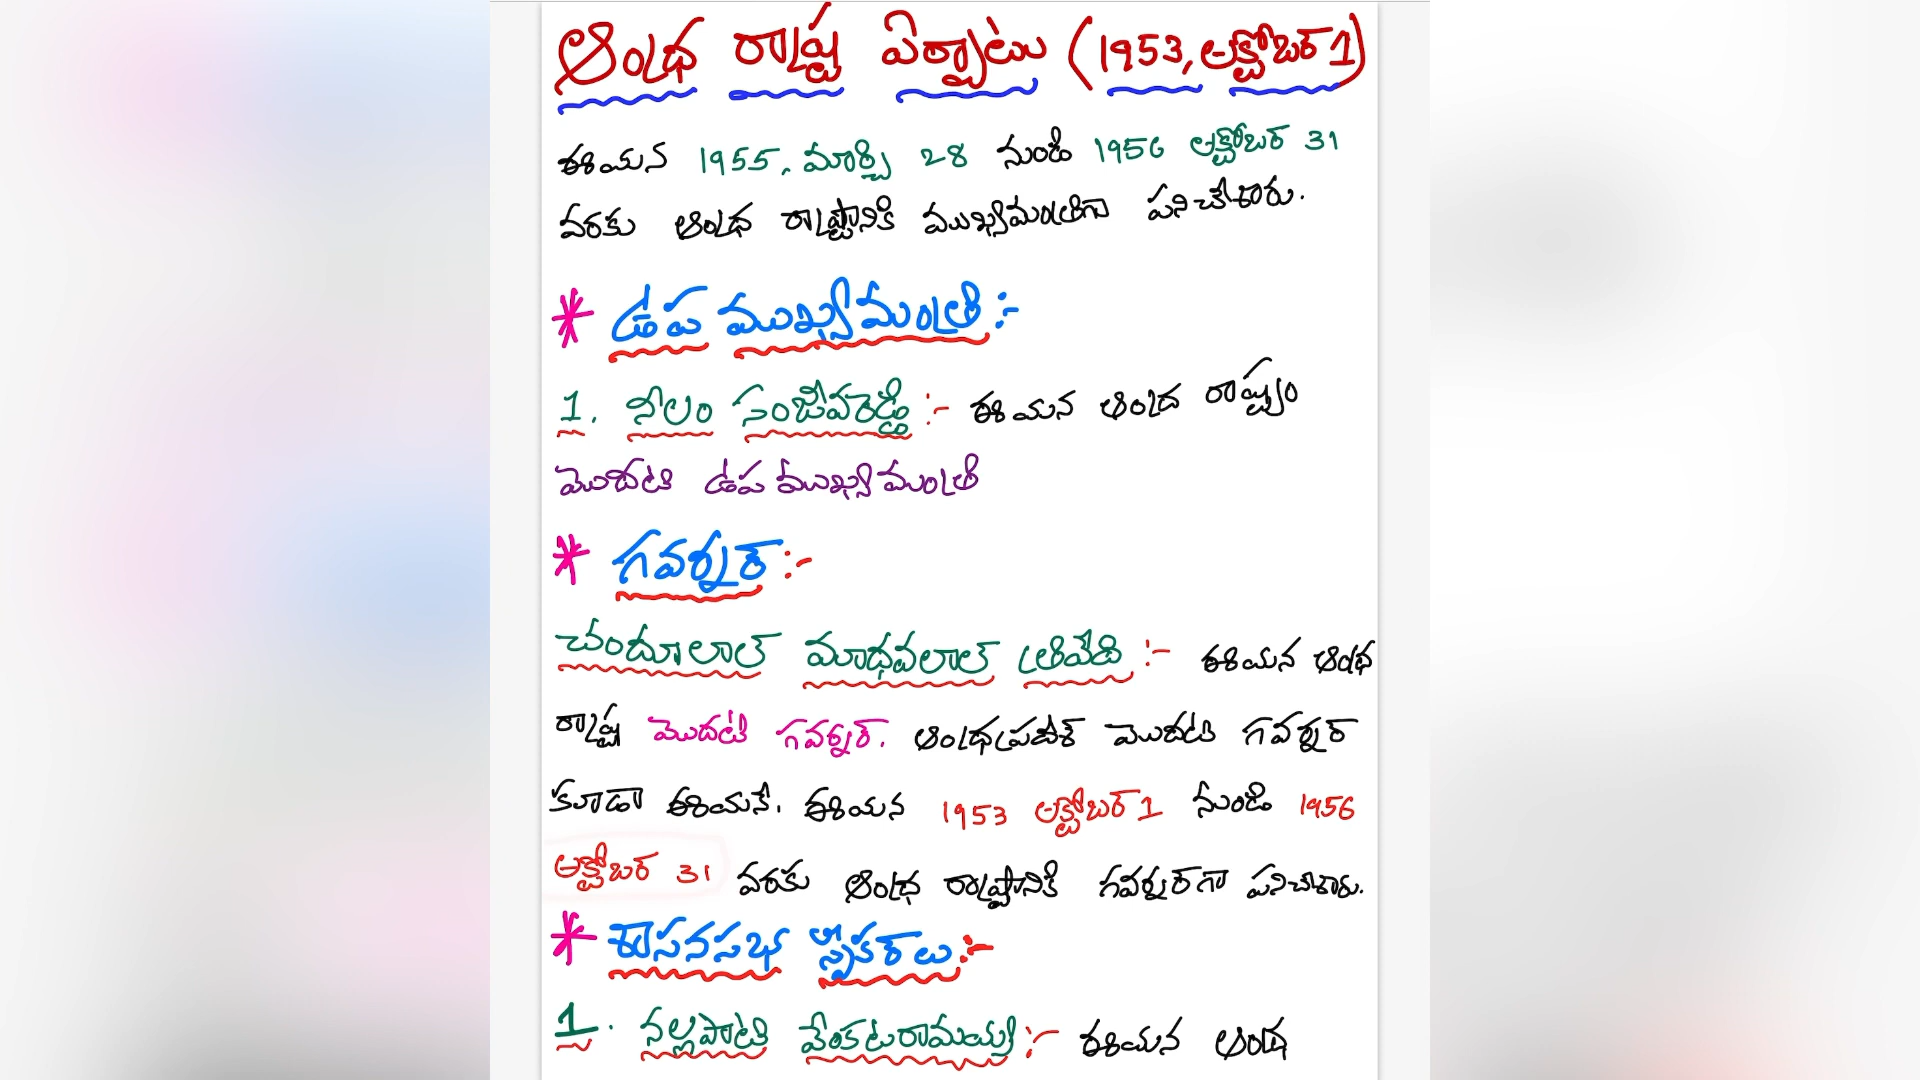 ఆంధ్ర రాష్ట్ర ఏర్పాటు (1953, అక్టోబర్ 1)
ఈయన 1955, మార్చి 28 నుండి 1956 అక్టోబర్ 31
వరకు ఆంధ్ర రాష్ట్రానికి ముఖ్యమంత్రిగా పనిచేశారు.
* ఉప ముఖ్యమంత్రి :-
1. నీలం సంజీవరెడ్డి :- ఈయన ఆంధ్ర రాష్ట్రం
మొదటి ఉప ముఖ్యమంత్రి
* గవర్నర్ :-
చందూలాల్ మాధవలాల్ త్రివేది :- ఈయన ఆంధ్ర
రాష్ట్ర మొదటి గవర్నర్. ఆంధ్రప్రదేశ్ మొదటి గవర్నర్
కూడా ఈయనే. ఈయన 1953 అక్టోబర్ 1 నుండి 1956
అక్టోబర్ 31 వరకు ఆంధ్ర రాష్ట్రానికి గవర్నర్ గా పనిచేశారు.
* శాసనసభ స్పీకర్లు :-
1. నల్లపాటి వేంకటరామయ్య :- ఈయన ఆంధ్ర